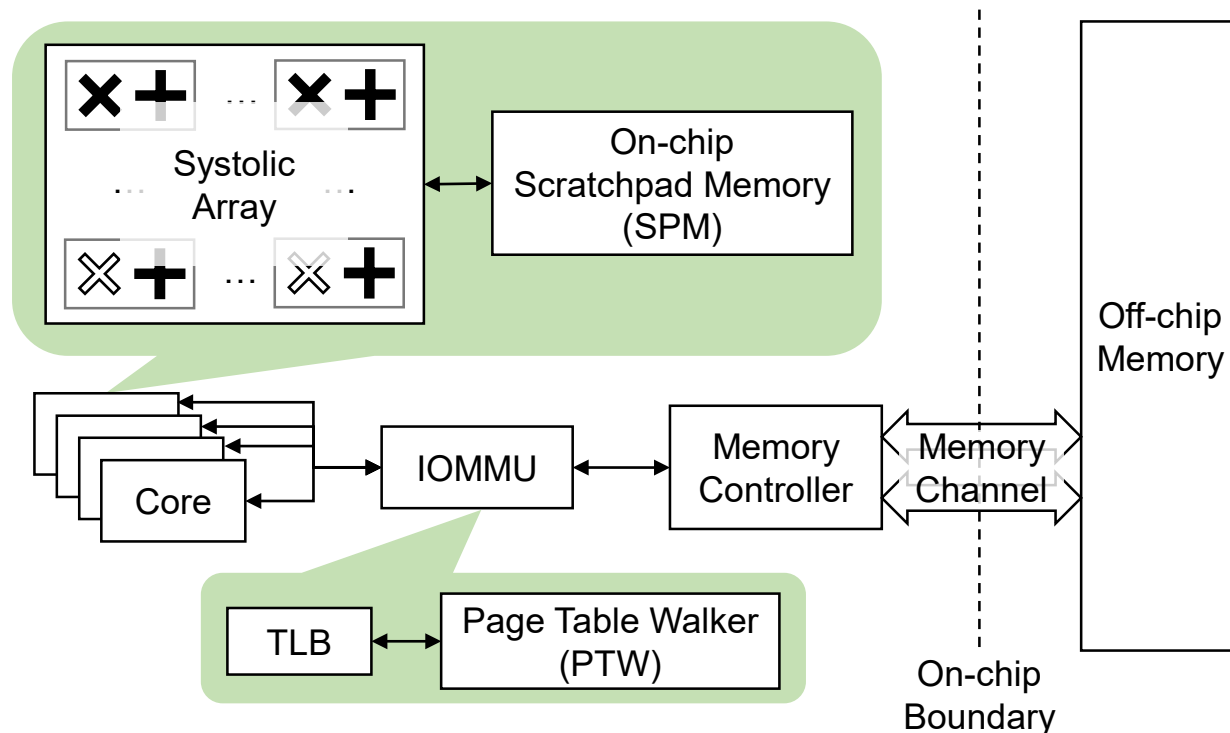 Systolic
Array
On-chip
Scratchpad Memory
(SPM)
Off-chip
Memory
Core
IOMMU
Memory
Controller
Memory
Channel
TLB
Page Table Walker
(PTW)
On-chip
Boundary